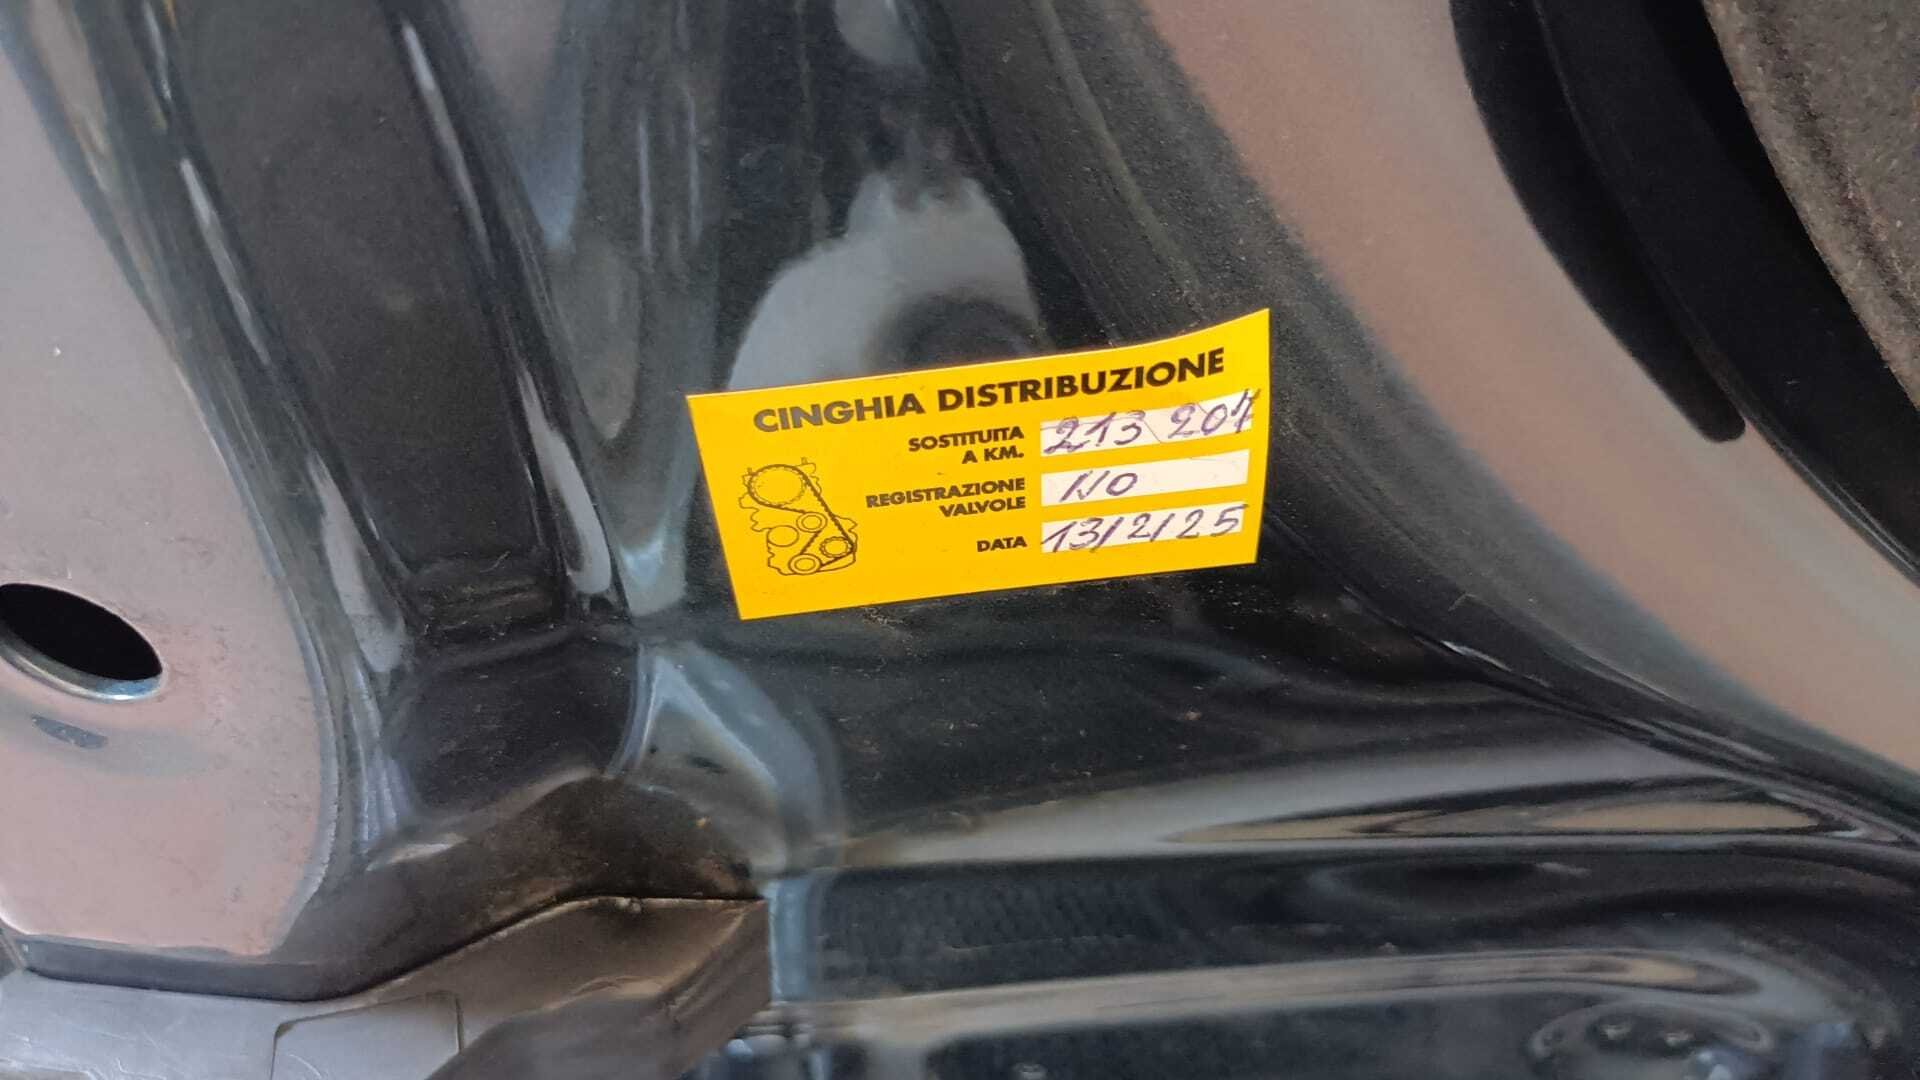 CINGHIA DISTRIBUZIONE
SOSTITUITA A KM. 213 207
REGISTRAZIONE VALVOLE NO
DATA 13/2/25